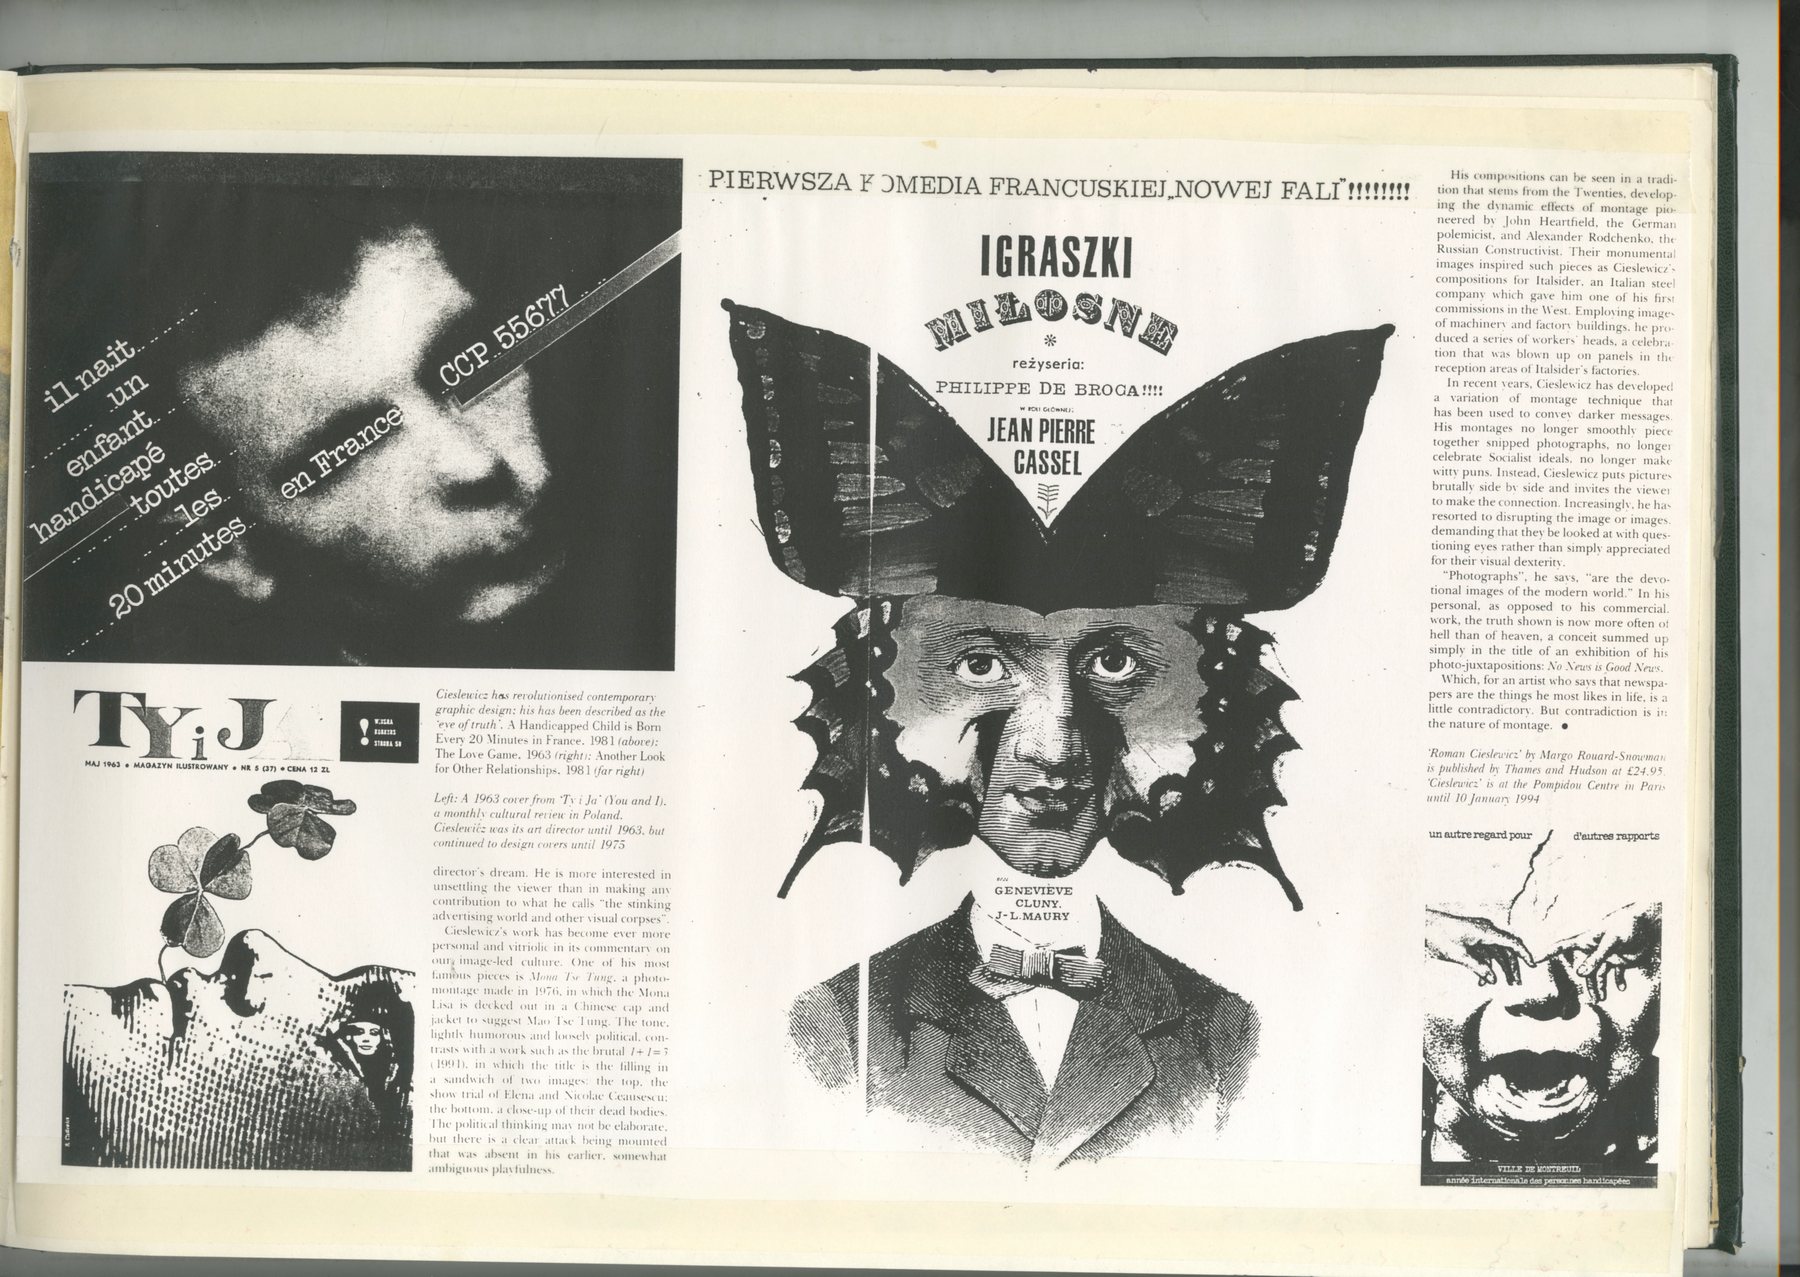 il nait
un
enfant
handicapé
toutes
les
20 minutes
en France
CCP 55677
TY i JA
MAJ 1963 • MAGAZYN ILUSTROWANY • NR 5 (37) • CENA 12 ZŁ
!
STRONA 58
Cieslewicz has revolutionised contemporary
graphic design; his has been described as the
'eye of truth'. A Handicapped Child is Born
Every 20 Minutes in France, 1981 (above);
The Love Game, 1963 (right); Another Look
for Other Relationships, 1981 (far right)
Left: A 1963 cover from 'Ty i Ja' (You and I),
a monthly cultural review in Poland.
Cieslewicz was its art director until 1963, but
continued to design covers until 1975
director's dream. He is more interested in
unsettling the viewer than in making any
contribution to what he calls "the stinking
advertising world and other visual corpses".
Cieslewicz's work has become ever more
personal and vitriolic in its commentary on
our image-led culture. One of his most
famous pieces is Mona Tse Tung, a photo-
montage made in 1976, in which the Mona
Lisa is decked out in a Chinese cap and
jacket to suggest Mao Tse Tung. The tone,
lightly humorous and loosely political, con-
trasts with a work such as the brutal 1+1=3
(1991), in which the title is the filling in
a sandwich of two images: the top, the
show trial of Elena and Nicolae Ceausescu;
the bottom, a close-up of their dead bodies.
The political thinking may not be elaborate,
but there is a clear attack being mounted
that was absent in his earlier, somewhat
ambiguous playfulness.
PIERWSZA KOMEDIA FRANCUSKIEJ „NOWEJ FALI"!!!!!!!!
IGRASZKI
MIŁOSNE
*
reżyseria:
PHILIPPE DE BROCA!!!!
W ROLI GŁÓWNEJ:
JEAN PIERRE
CASSEL
GENEVIEVE
CLUNY,
J-L.MAURY
His compositions can be seen in a tradi-
tion that stems from the Twenties, develop-
ing the dynamic effects of montage pio-
neered by John Heartfield, the German
polemicist, and Alexander Rodchenko, the
Russian Constructivist. Their monumental
images inspired such pieces as Cieslewicz's
compositions for Italsider, an Italian steel
company which gave him one of his first
commissions in the West. Employing images
of machinery and factory buildings, he pro-
duced a series of workers' heads, a celebra-
tion that was blown up on panels in the
reception areas of Italsider's factories.
In recent years, Cieslewicz has developed
a variation of montage technique that
has been used to convey darker messages.
His montages no longer smoothly piece
together snipped photographs, no longer
celebrate Socialist ideals, no longer make
witty puns. Instead, Cieslewicz puts pictures
brutally side by side and invites the viewer
to make the connection. Increasingly, he has
resorted to disrupting the image or images,
demanding that they be looked at with ques-
tioning eyes rather than simply appreciated
for their visual dexterity.
"Photographs", he says, "are the devo-
tional images of the modern world." In his
personal, as opposed to his commercial,
work, the truth shown is now more often of
hell than of heaven, a conceit summed up
simply in the title of an exhibition of his
photo-juxtapositions: No News is Good News.
Which, for an artist who says that newspa-
pers are the things he most likes in life, is a
little contradictory. But contradiction is in
the nature of montage. •
'Roman Cieslewicz' by Margo Rouard-Snowman
is published by Thames and Hudson at £24.95.
'Cieslewicz' is at the Pompidou Centre in Paris
until 10 January 1994
un autre regard pour d'autres rapports
VILLE DE MONTREUIL
année internationale des personnes handicapées